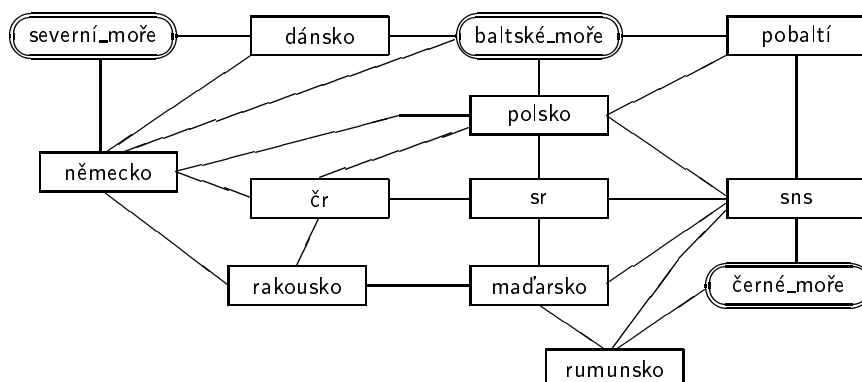 severní_moře
dánsko
baltské_moře
pobaltí
polsko
německo
čr
sr
sns
rakousko
maďarsko
černé_moře
rumunsko